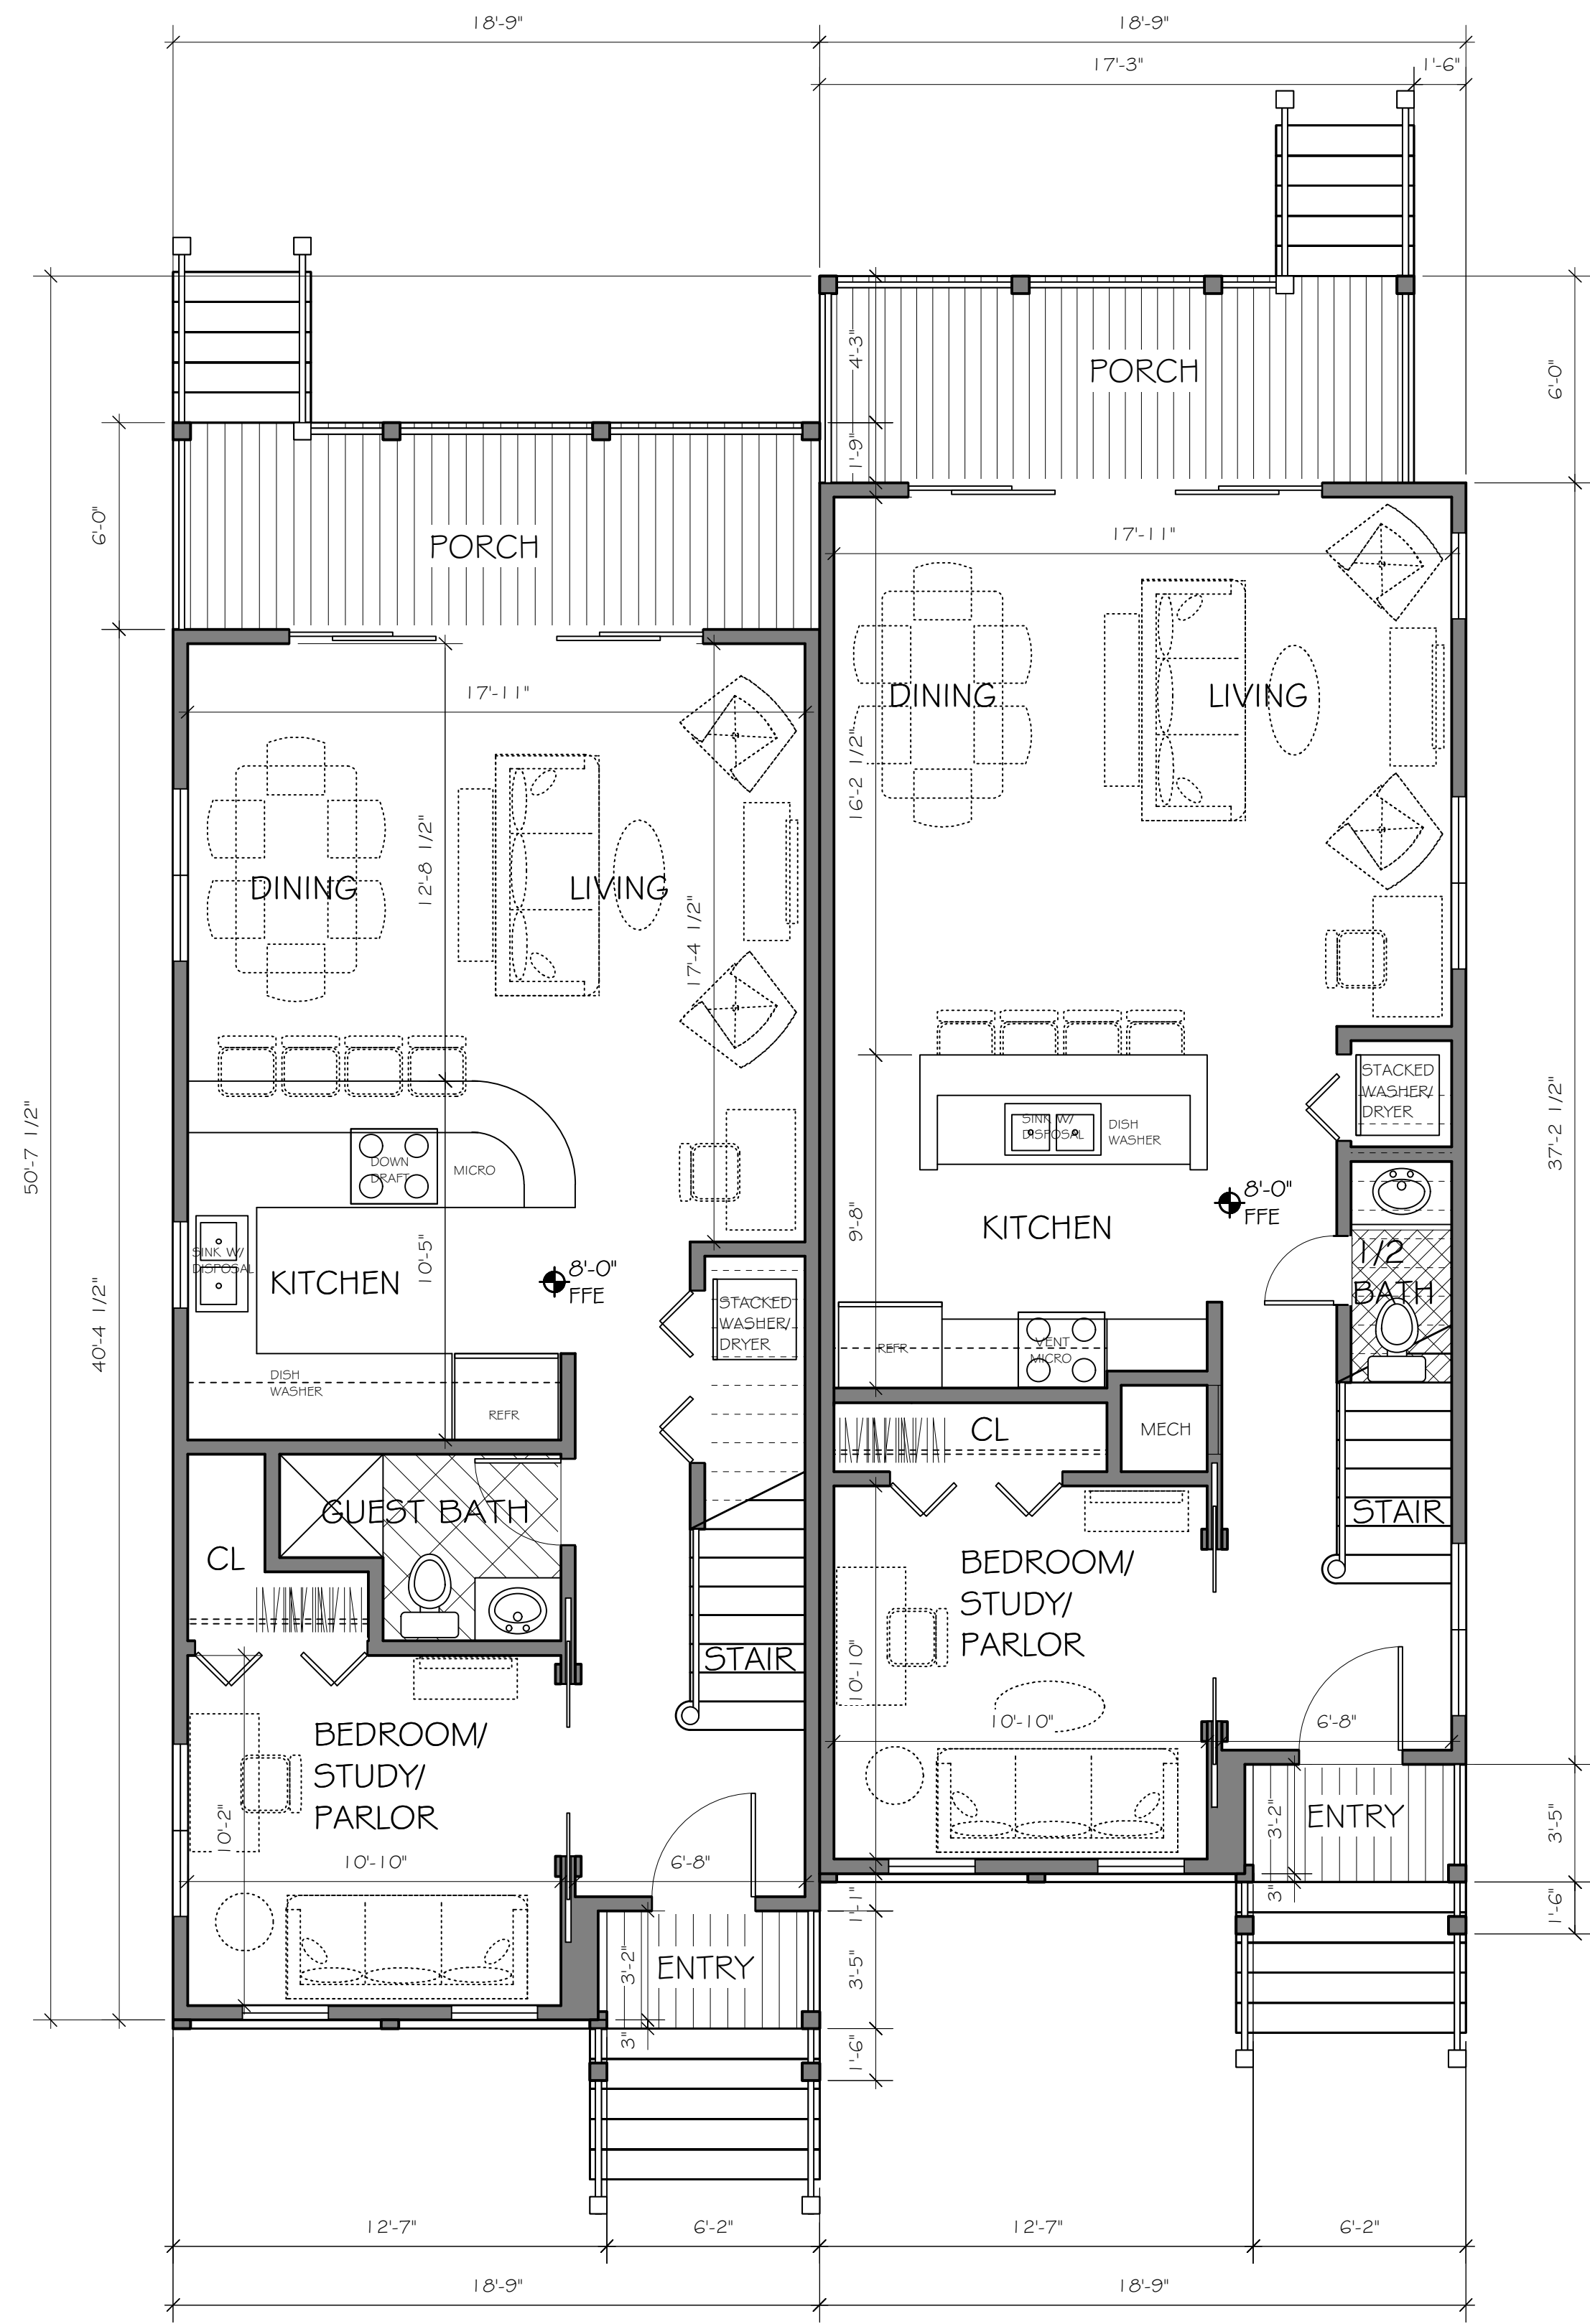 18'-9"
18'-9"
17'-3"
1'-6"
4'-3"
PORCH
6'-0"
1'-9"
6'-0"
PORCH
17'-11"
17'-11"
DINING
LIVING
16'-2 1/2"
12'-8 1/2"
DINING
LIVING
17'-4 1/2"
STACKED
WASHER/
DRYER
SINK W/
DISPOSAL
DISH
WASHER
50'-7 1/2"
37'-2 1/2"
DOWN
DRAFT
MICRO
8'-0"
FFE
KITCHEN
9'-8"
1/2
BATH
SINK W/
DISPOSAL
KITCHEN
10'-5"
8'-0"
FFE
40'-4 1/2"
STACKED
WASHER/
DRYER
REFR
VENT
MICRO
DISH
WASHER
REFR
CL
MECH
GUEST BATH
STAIR
CL
BEDROOM/
STUDY/
PARLOR
10'-10"
STAIR
10'-10"
6'-8"
BEDROOM/
STUDY/
PARLOR
10'-2"
10'-10"
6'-8"
3'-2"
ENTRY
3'-5"
3"
1'-1"
1'-6"
3'-2"
ENTRY
3'-5"
3"
1'-6"
12'-7"
6'-2"
12'-7"
6'-2"
18'-9"
18'-9"